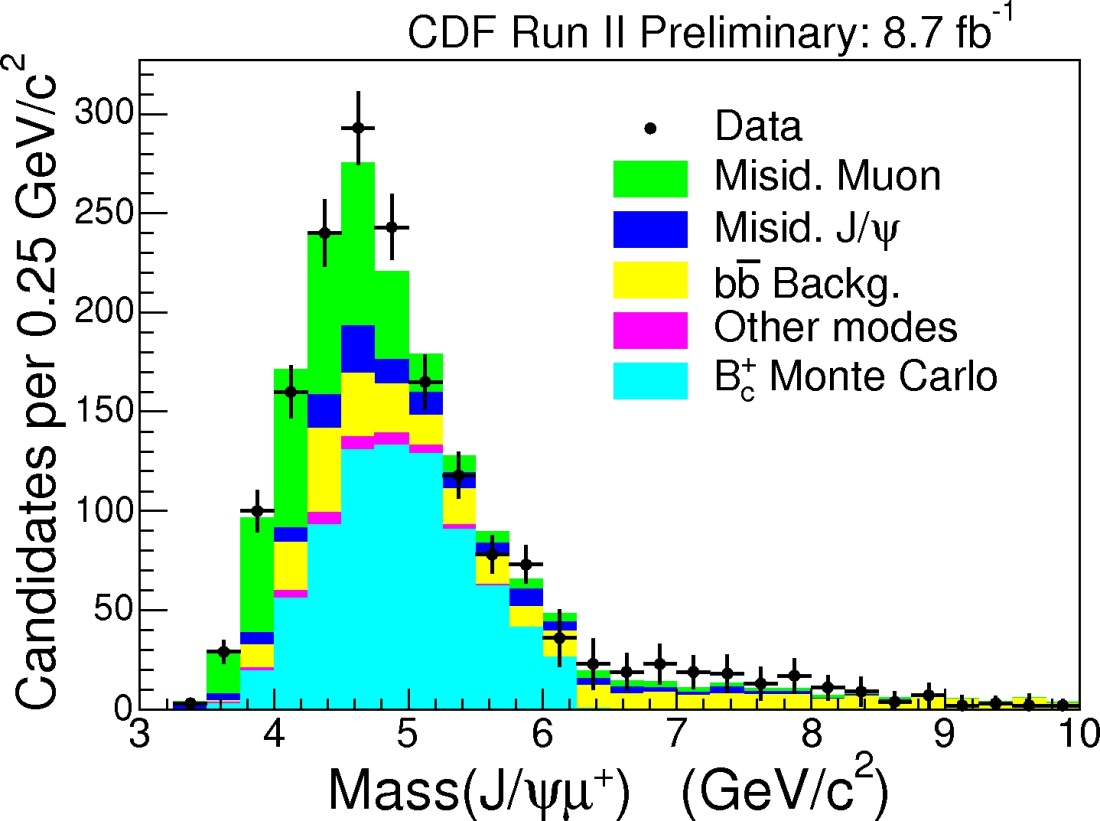 CDF Run II Preliminary: 8.7 fb⁻¹
Candidates per 0.25 GeV/c²
300
250
200
150
100
50
0
Data
Misid. Muon
Misid. J/ψ
bb̅ Backg.
Other modes
B_c⁺ Monte Carlo
3 4 5 6 7 8 9 10
Mass(J/ψμ⁺) (GeV/c²)